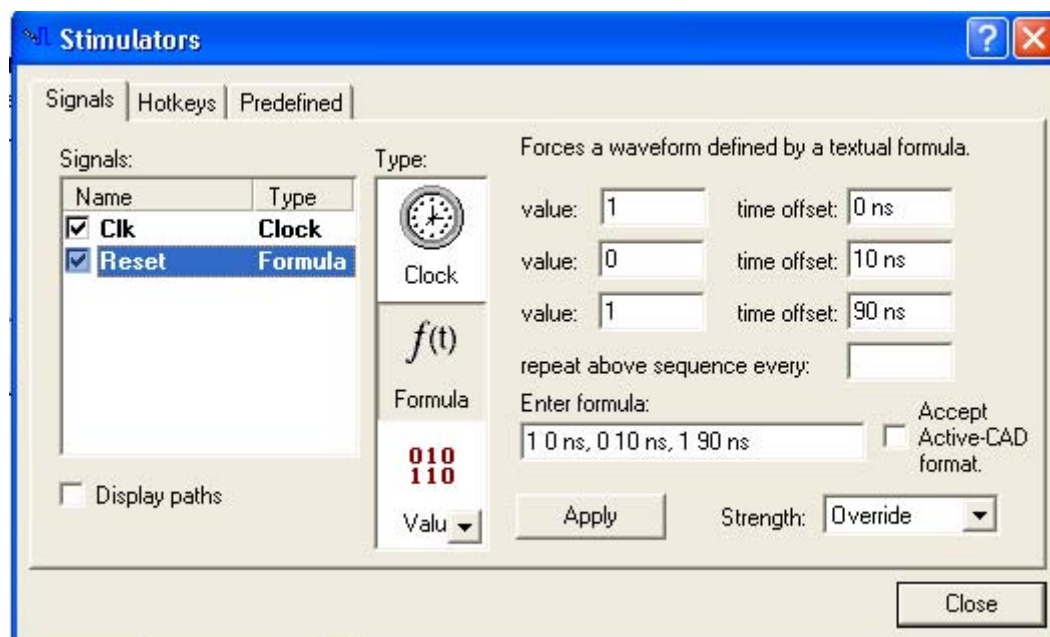 Stimulators
Signals Hotkeys Predefined
Signals:
Name Type
Clk Clock
Reset Formula
Display paths
Type:
Clock
f(t)
Formula
010
110
Valu
Forces a waveform defined by a textual formula.
value: 1 time offset: 0 ns
value: 0 time offset: 10 ns
value: 1 time offset: 90 ns
repeat above sequence every:
Enter formula:
1 0 ns, 0 10 ns, 1 90 ns
Accept
Active-CAD
format.
Apply Strength: Override
Close